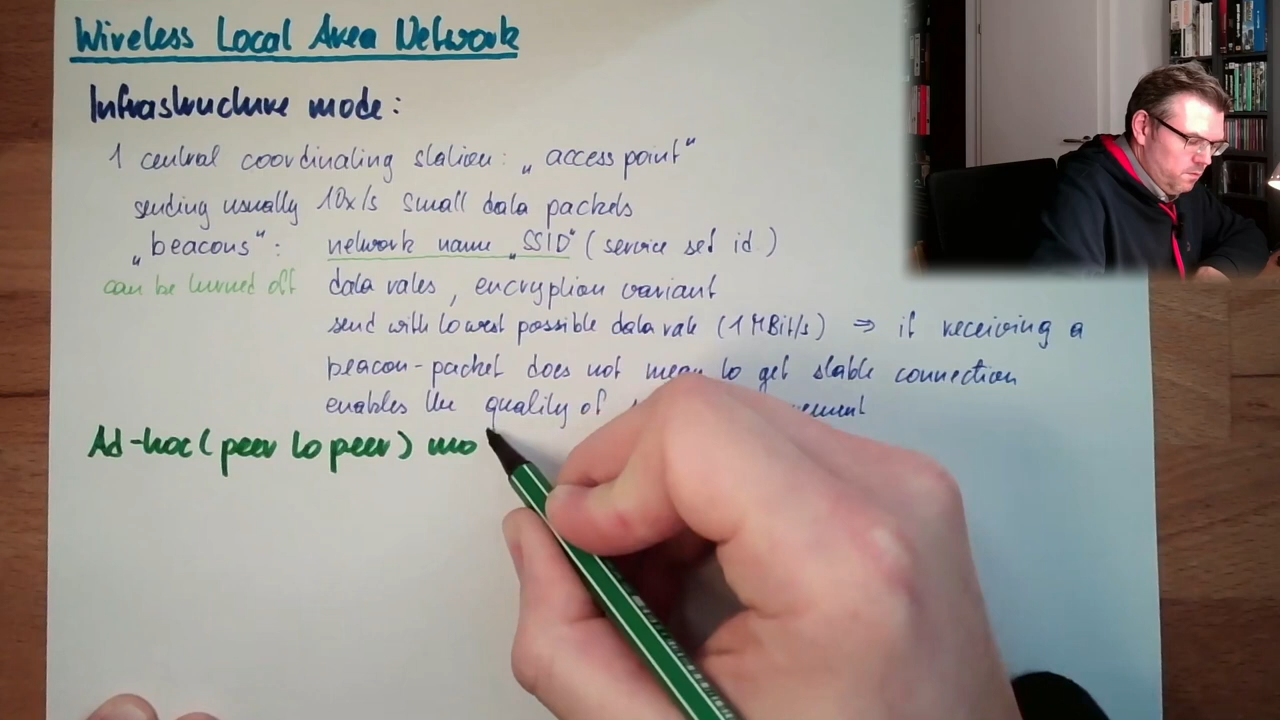 Wireless Local Area Network
Infrastructure mode:
1 central coordinating station: „access point“
sending usually 10x/s small data packets
„beacons“: network name „SSID“ (service set id.)
can be turned off data rates, encryption variant
send with lowest possible data rate (1 MBit/s) ⇒ if receiving a
beacon-packet does not mean to get stable connection
enables the quality of
Ad-hoc (peer to peer) mo